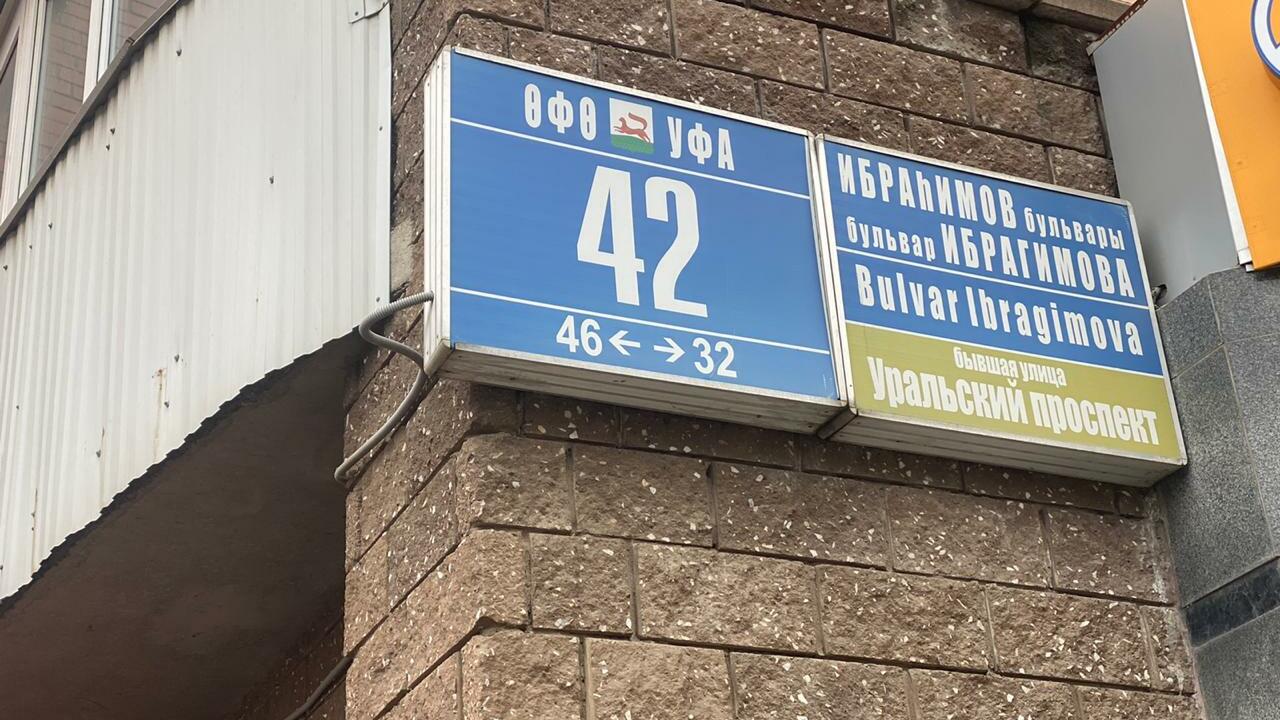 ӨФӨ УФА
42
46← →32
ИБРАҺИМОВ бульвары
бульвар ИБРАГИМОВА
Bulvar Ibragimova
бывшая улица
Уральский проспект